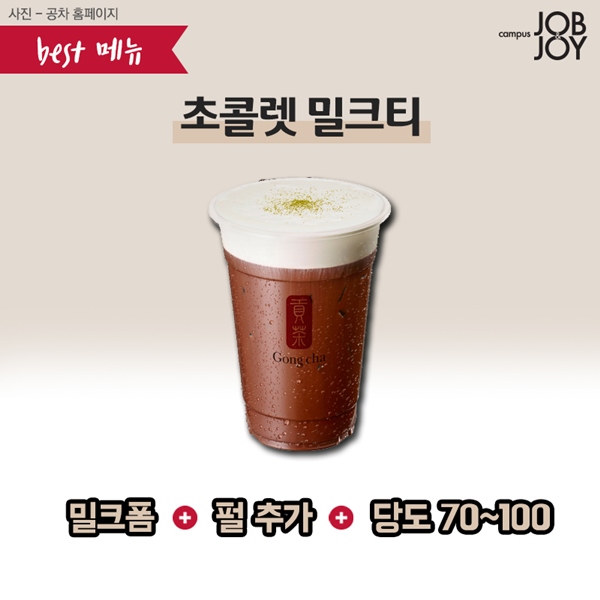 사진 - 공차 홈페이지
best 메뉴
campus JOB & JOY
초콜렛 밀크티
貢茶
Gong cha
밀크폼 + 펄 추가 + 당도 70~100